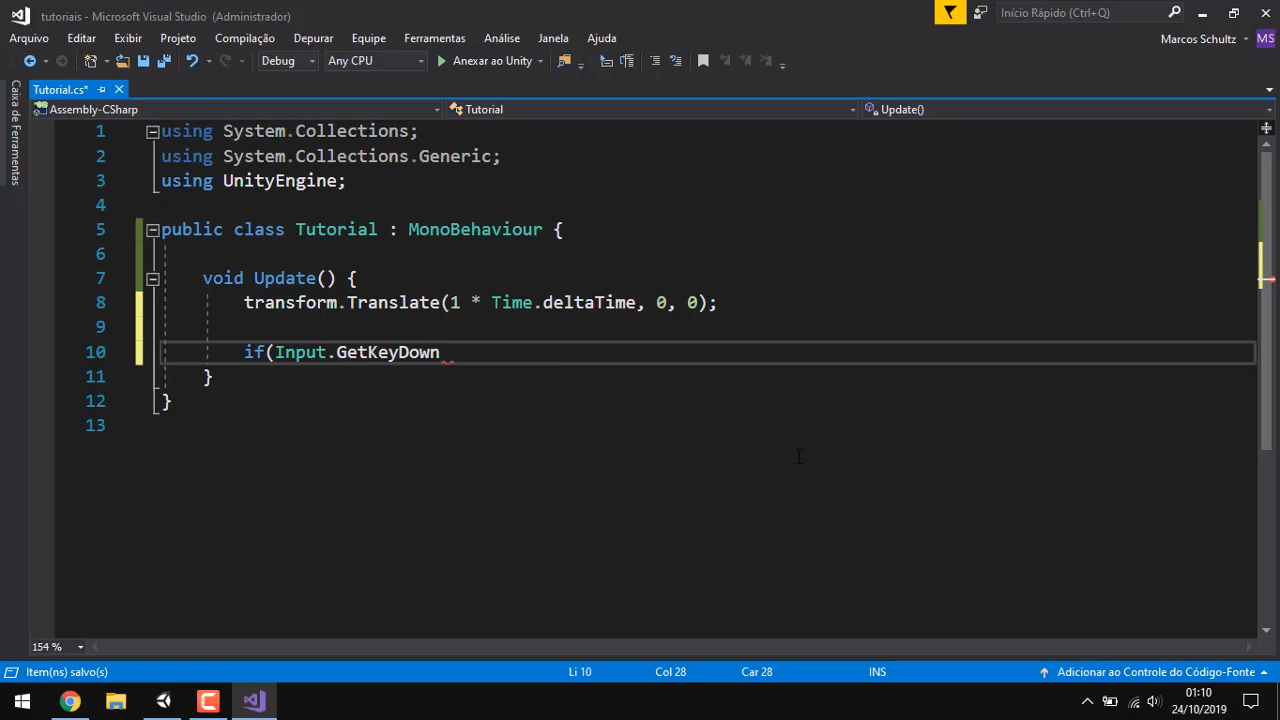 tutoriais - Microsoft Visual Studio (Administrador)
Início Rápido (Ctrl+Q)
Arquivo Editar Exibir Projeto Compilação Depurar Equipe Ferramentas Análise Janela Ajuda
Marcos Schultz MS
Debug Any CPU Anexar ao Unity
Caixa de Ferramentas
Tutorial.cs*
Assembly-CSharp Tutorial Update()
1 using System.Collections;
2 using System.Collections.Generic;
3 using UnityEngine;
4
5 public class Tutorial : MonoBehaviour {
6
7 void Update() {
8 transform.Translate(1 * Time.deltaTime, 0, 0);
9
10 if(Input.GetKeyDown
11 }
12 }
13
154 %
Item(ns) salvo(s) Li 10 Col 28 Car 28 INS Adicionar ao Controle do Código-Fonte
01:10
24/10/2019